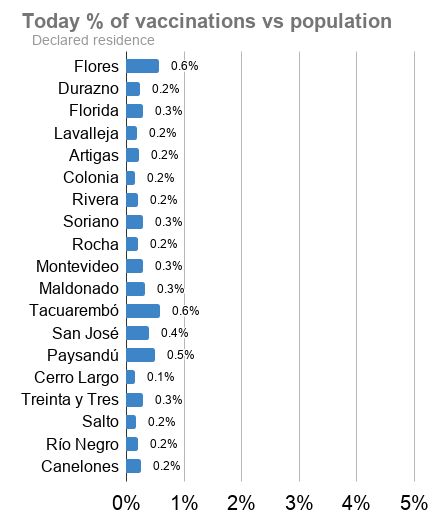 Today % of vaccinations vs population
Declared residence
Flores 0.6%
Durazno 0.2%
Florida 0.3%
Lavalleja 0.2%
Artigas 0.2%
Colonia 0.2%
Rivera 0.2%
Soriano 0.3%
Rocha 0.2%
Montevideo 0.3%
Maldonado 0.3%
Tacuarembó 0.6%
San José 0.4%
Paysandú 0.5%
Cerro Largo 0.1%
Treinta y Tres 0.3%
Salto 0.2%
Río Negro 0.2%
Canelones 0.2%
0% 1% 2% 3% 4% 5%